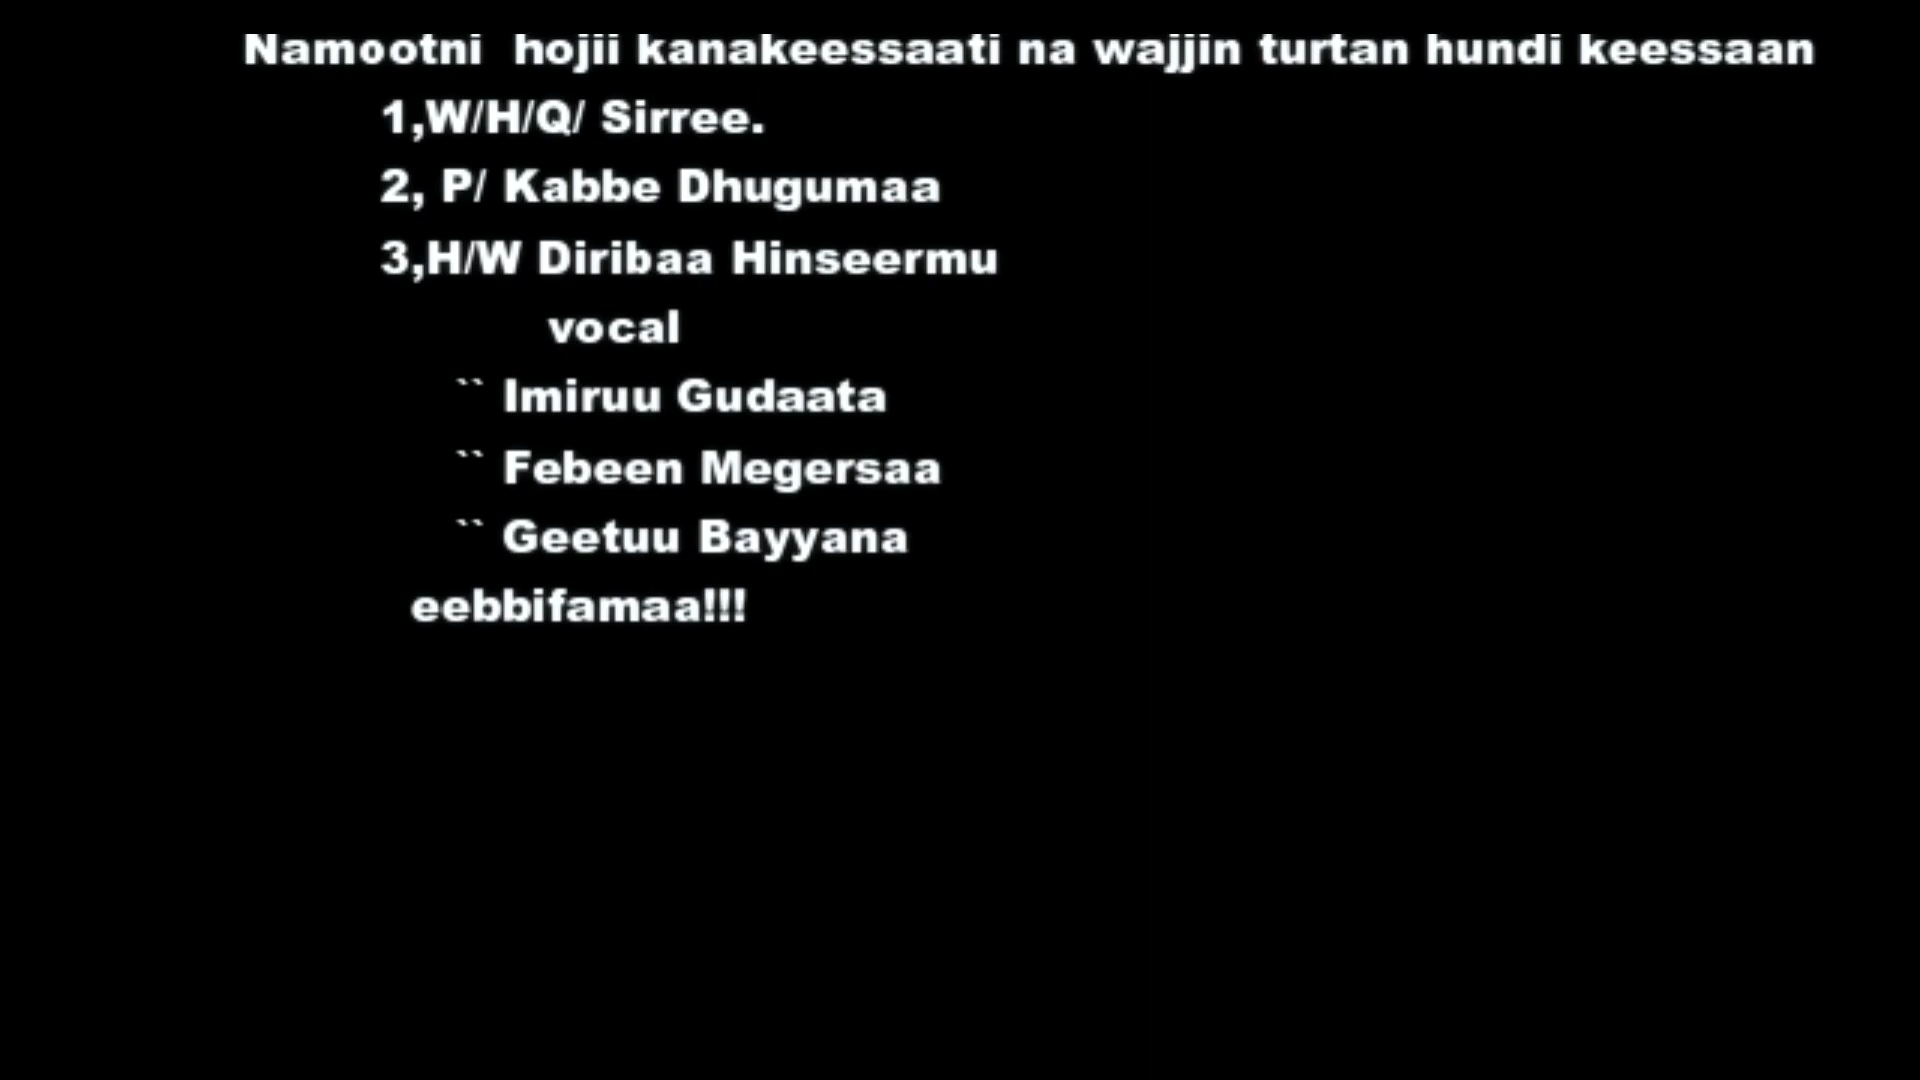 Namootni hojii kanakeessaati na wajjin turtan hundi keessaan
1,W/H/Q/ Sirree.
2, P/ Kabbe Dhugumaa
3,H/W Diribaa Hinseermu
vocal
`` Imiruu Gudaata
`` Febeen Megersaa
`` Geetuu Bayyana
eebbifamaa!!!